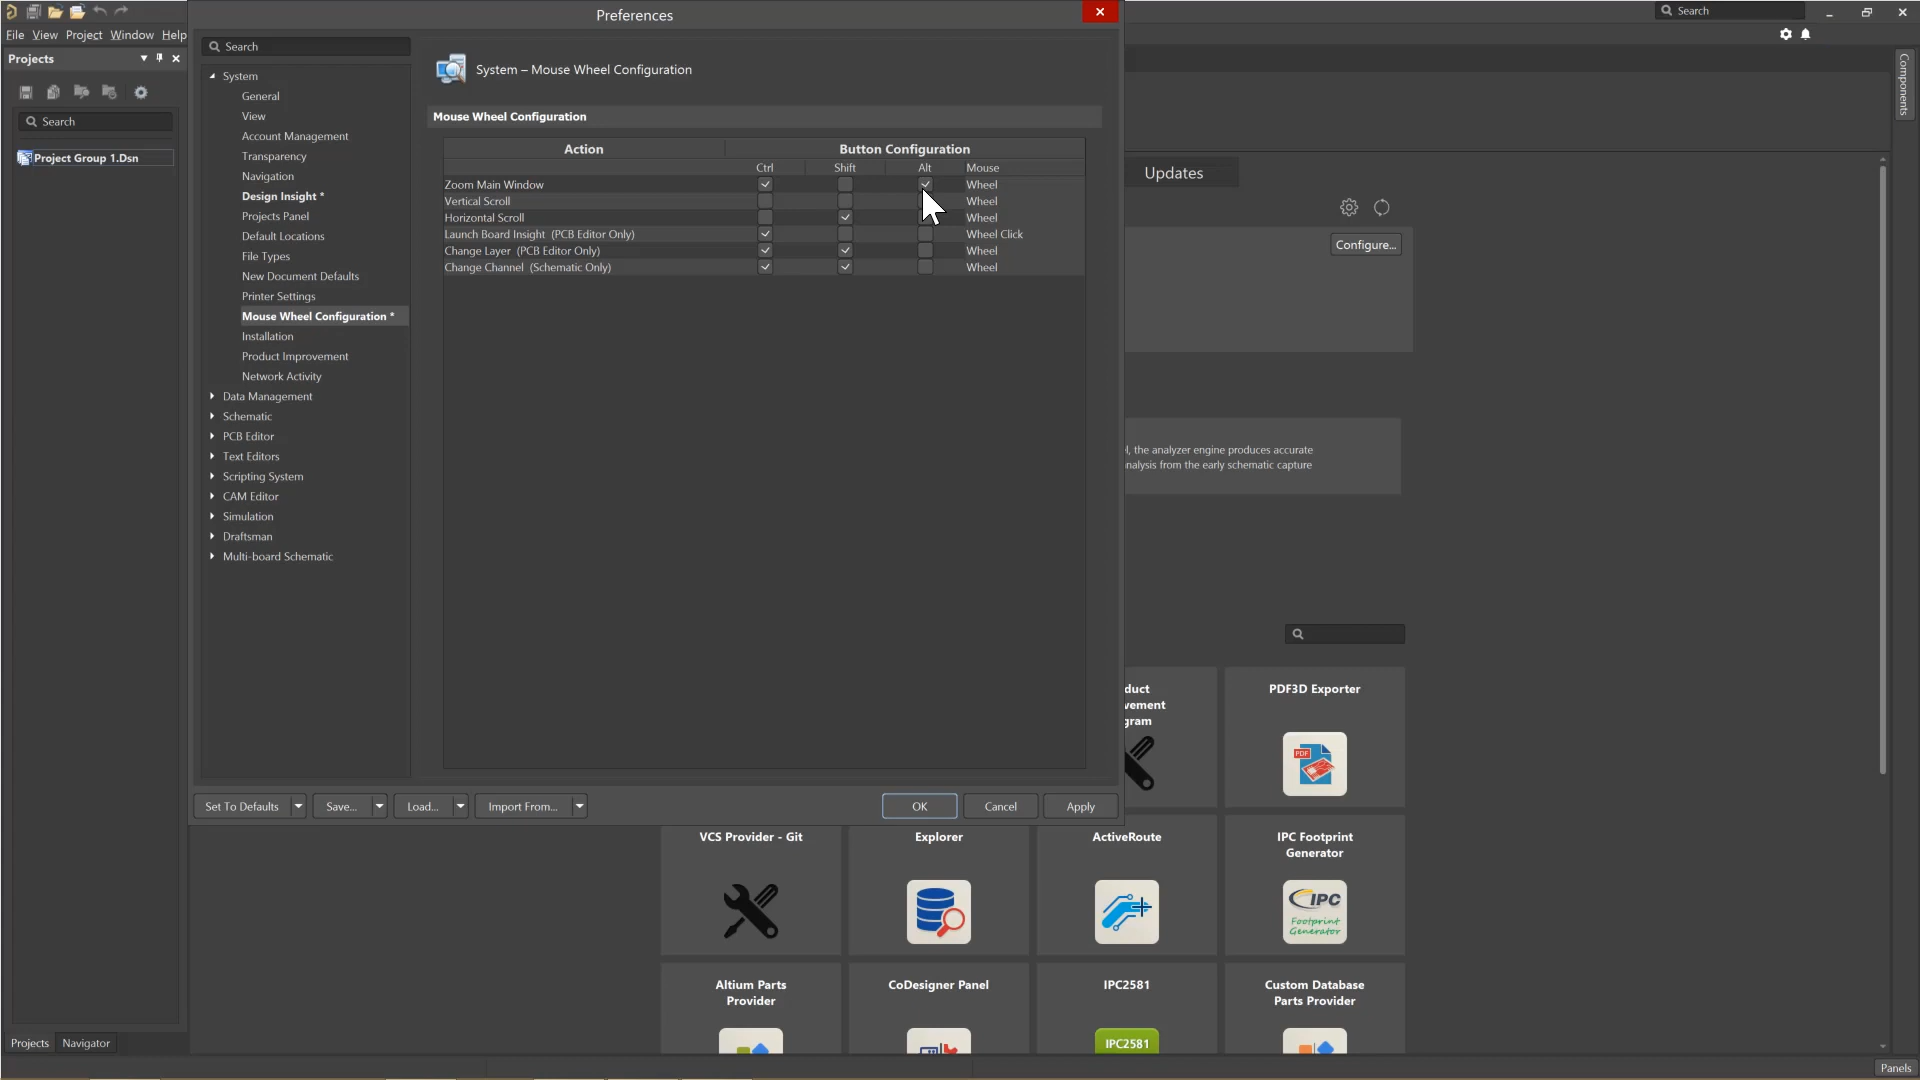 Preferences
Search
File View Project Window Help
Projects
Search
Project Group 1.Dsn
Search
System
General
View
Account Management
Transparency
Navigation
Design Insight *
Projects Panel
Default Locations
File Types
New Document Defaults
Printer Settings
Mouse Wheel Configuration *
Installation
Product Improvement
Network Activity
Data Management
Schematic
PCB Editor
Text Editors
Scripting System
CAM Editor
Simulation
Draftsman
Multi-board Schematic
System – Mouse Wheel Configuration
Mouse Wheel Configuration
Action Button Configuration
Ctrl Shift Alt Mouse
Zoom Main Window Wheel
Vertical Scroll Wheel
Horizontal Scroll Wheel
Launch Board Insight (PCB Editor Only) Wheel Click
Change Layer (PCB Editor Only) Wheel
Change Channel (Schematic Only) Wheel
Set To Defaults Save... Load... Import From... OK Cancel Apply
Components
Updates
Configure...
l, the analyzer engine produces accurate
nalysis from the early schematic capture
duct
vement
gram
PDF3D Exporter
PDF
VCS Provider - Git
Explorer
ActiveRoute
IPC Footprint
Generator
IPC
Footprint
Generator
Altium Parts
Provider
CoDesigner Panel
IPC2581
IPC2581
Custom Database
Parts Provider
Projects Navigator
Panels